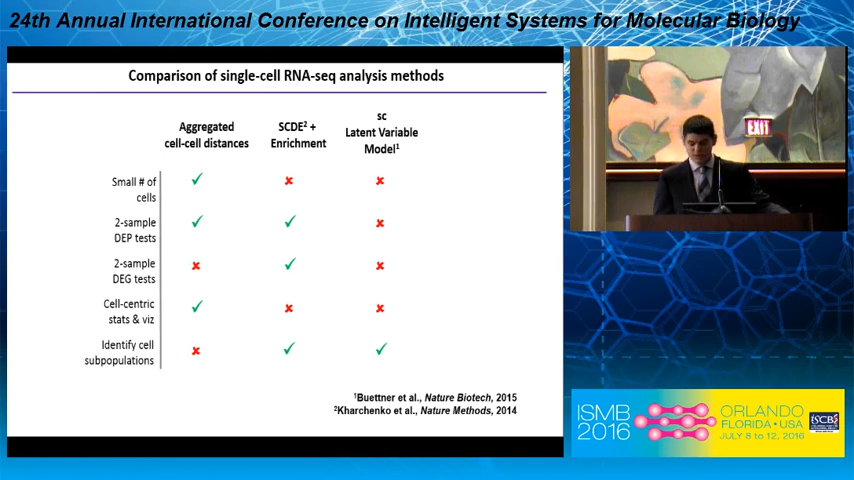 24th Annual International Conference on Intelligent Systems for Molecular Biology
Comparison of single-cell RNA-seq analysis methods
Aggregated
cell-cell distances
SCDE² +
Enrichment
sc
Latent Variable
Model¹
Small # of
cells
✓ ✘ ✘
2-sample
DEP tests
✓ ✓ ✘
2-sample
DEG tests
✘ ✓ ✘
Cell-centric
stats & viz
✓ ✘ ✘
Identify cell
subpopulations
✘ ✓ ✓
¹Buettner et al., Nature Biotech, 2015
²Kharchenko et al., Nature Methods, 2014
EXIT
ISMB
2016
ORLANDO
FLORIDA • USA
JULY 8 to 12, 2016
ISCB